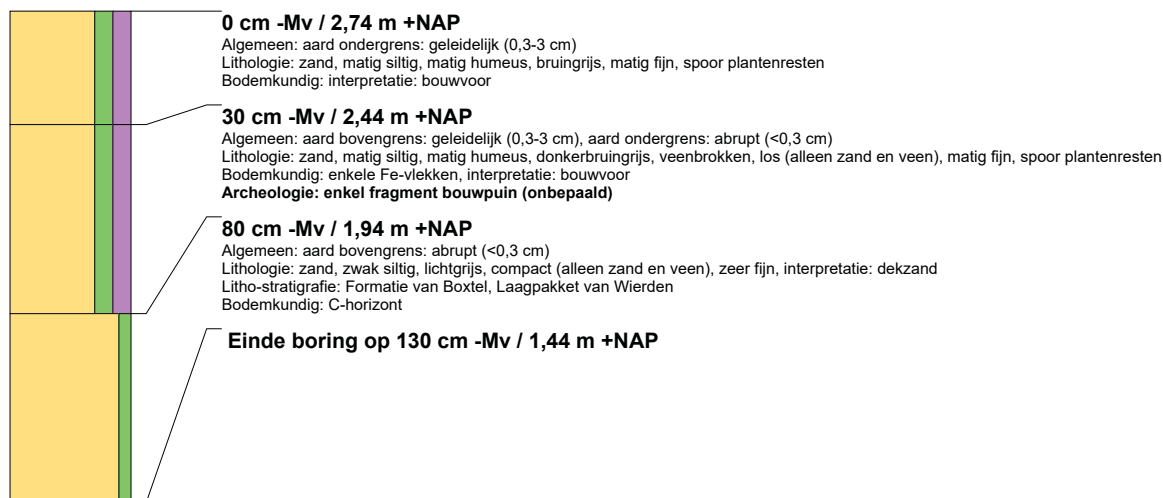 0 cm -Mv / 2,74 m +NAP
Algemeen: aard ondergrens: geleidelijk (0,3-3 cm)
Lithologie: zand, matig siltig, matig humeus, bruingrijs, matig fijn, spoor plantenresten
Bodemkundig: interpretatie: bouwvoor
30 cm -Mv / 2,44 m +NAP
Algemeen: aard bovengrens: geleidelijk (0,3-3 cm), aard ondergrens: abrupt (<0,3 cm)
Lithologie: zand, matig siltig, matig humeus, donkerbruingrijs, veenbrokken, los (alleen zand en veen), matig fijn, spoor plantenresten
Bodemkundig: enkele Fe-vlekken, interpretatie: bouwvoor
Archeologie: enkel fragment bouwpuin (onbepaald)
80 cm -Mv / 1,94 m +NAP
Algemeen: aard bovengrens: abrupt (<0,3 cm)
Lithologie: zand, zwak siltig, lichtgrijs, compact (alleen zand en veen), zeer fijn, interpretatie: dekzand
Litho-stratigrafie: Formatie van Boxtel, Laagpakket van Wierden
Bodemkundig: C-horizont
Einde boring op 130 cm -Mv / 1,44 m +NAP